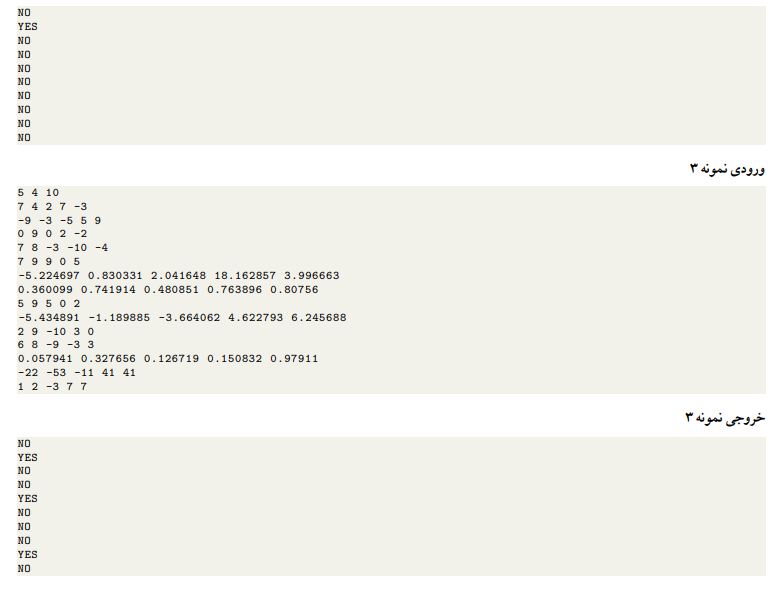 NO
YES
NO
NO
NO
NO
NO
NO
NO
NO
ورودی نمونه ۳
5 4 10
7 4 2 7 -3
-9 -3 -5 5 9
0 9 0 2 -2
7 8 -3 -10 -4
7 9 9 0 5
-5.224697 0.830331 2.041648 18.162857 3.996663
0.360099 0.741914 0.480851 0.763896 0.80756
5 9 5 0 2
-5.434891 -1.189885 -3.664062 4.622793 6.245688
2 9 -10 3 0
6 8 -9 -3 3
0.057941 0.327656 0.126719 0.150832 0.97911
-22 -53 -11 41 41
1 2 -3 7 7
خروجی نمونه ۳
NO
YES
NO
NO
YES
NO
NO
NO
YES
NO